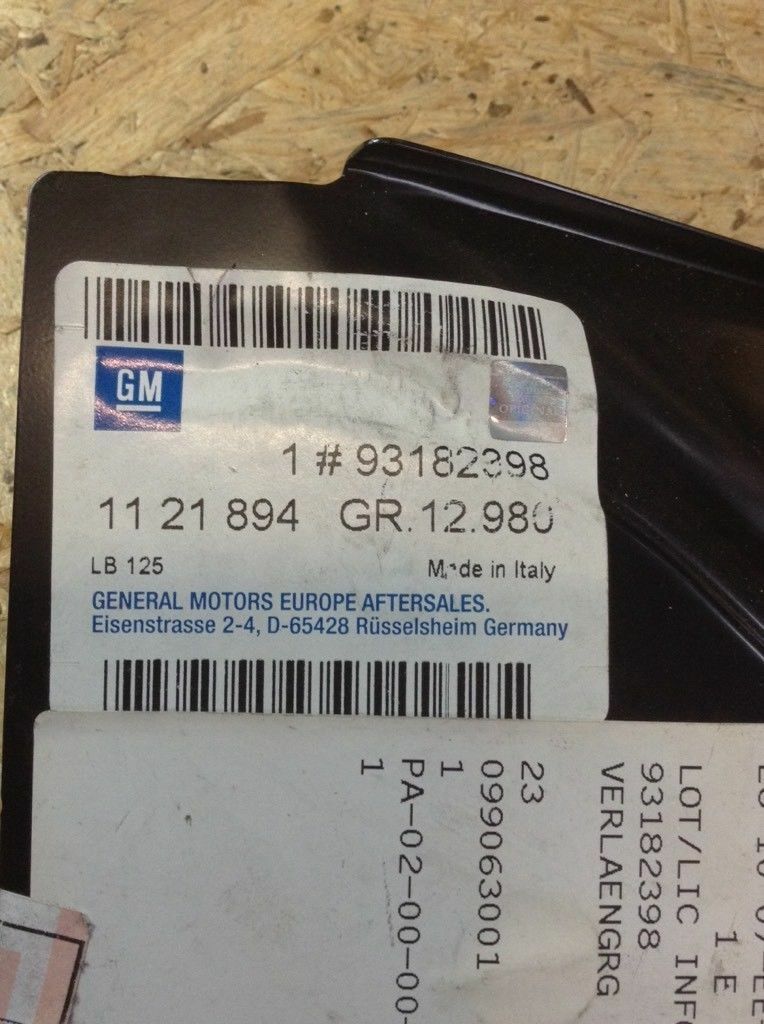 GM
ORIGINAL
1 # 93182398
11 21 894 GR. 12.980
LB 125
Made in Italy
GENERAL MOTORS EUROPE AFTERSALES.
Eisenstrasse 2-4, D-65428 Rüsselsheim Germany
1 E
LOT/LIC INF
93182398
VERLAENGRG
23
099063001
1
PA-02-00-00-
1